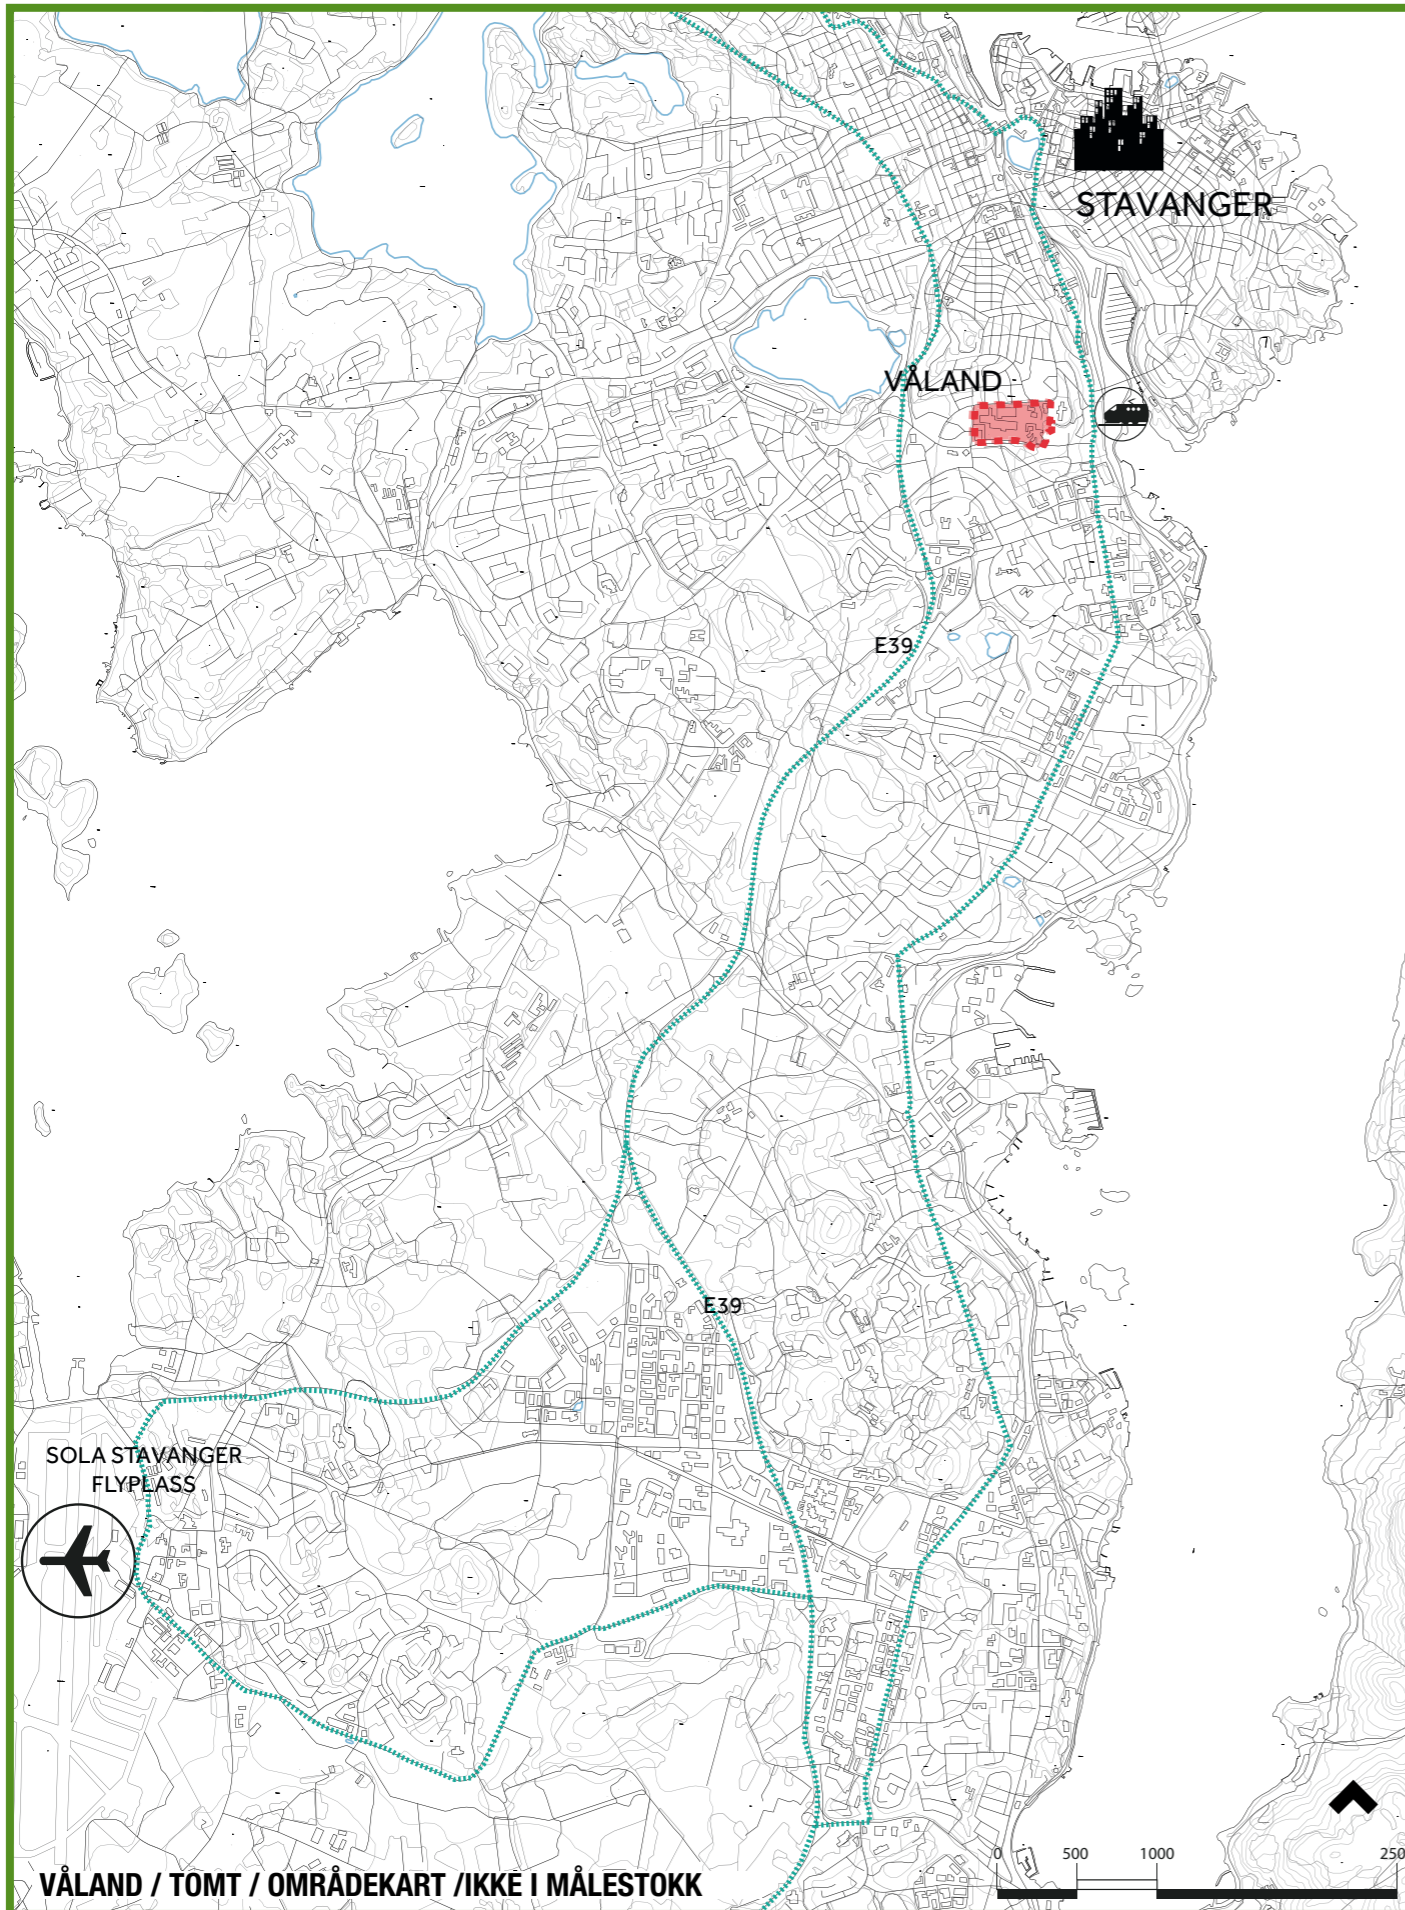 STAVANGER
VÅLAND
E39
E39
SOLA STAVANGER
FLYPLASS
VÅLAND / TOMT / OMRÅDEKART /IKKE I MÅLESTOKK
0 500 1000 250